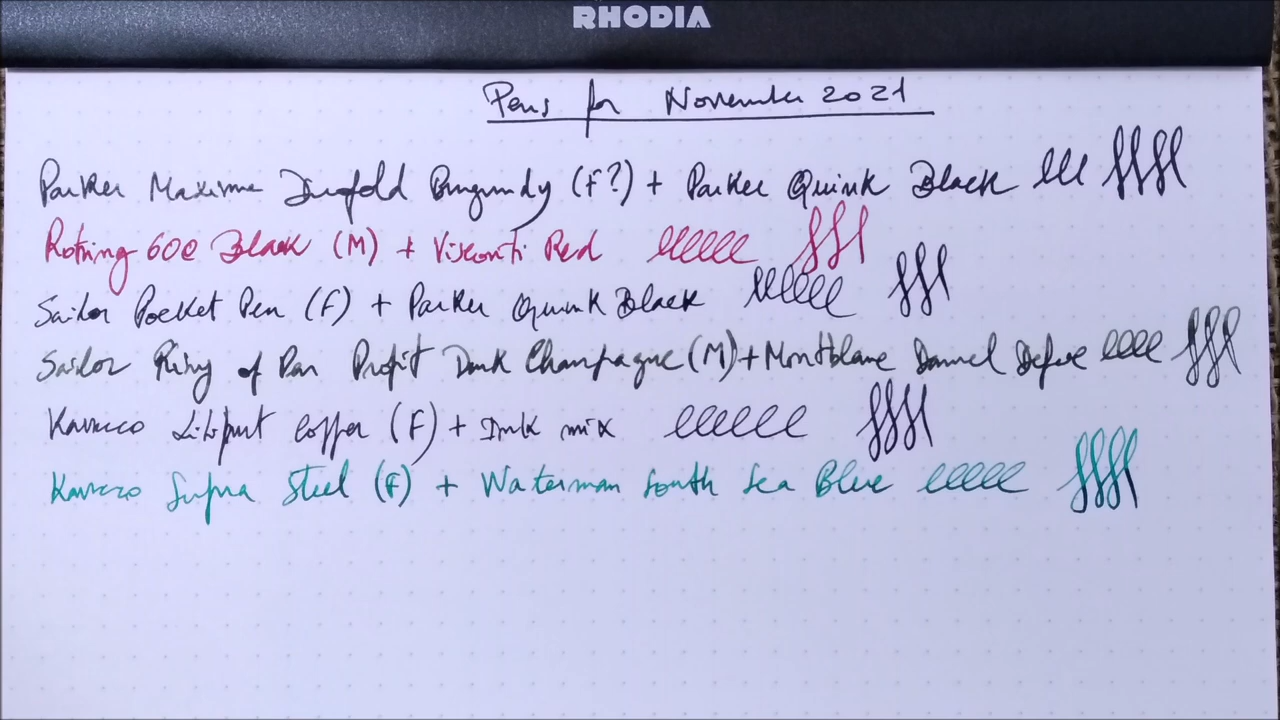 RHODIA
Pens for November 2021
Parker Maxima Duofold Burgundy (F?) + Parker Quink Black
Rotring 600 Black (M) + Visconti Red
Sailor Pocket Pen (F) + Parker Quink Black
Sailor King of Pen Profit Dark Champagne (M) + Montblanc Daniel Defoe
Kaweco Liliput Copper (F) + Ink mix
Kaweco Supra Steel (F) + Waterman South Sea Blue